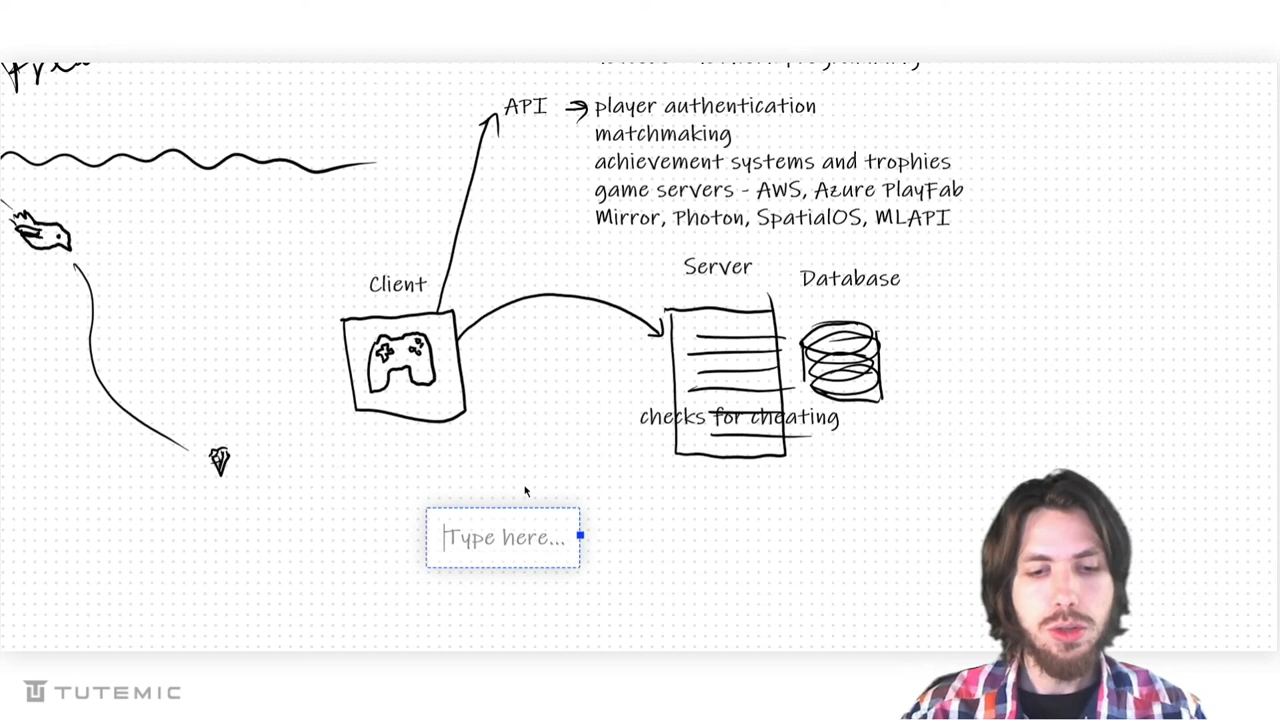 API → player authentication
matchmaking
achievement systems and trophies
game servers - AWS, Azure PlayFab
Mirror, Photon, SpatialOS, MLAPI
Client
Server
Database
checks for cheating
Type here...
TUTEMIC